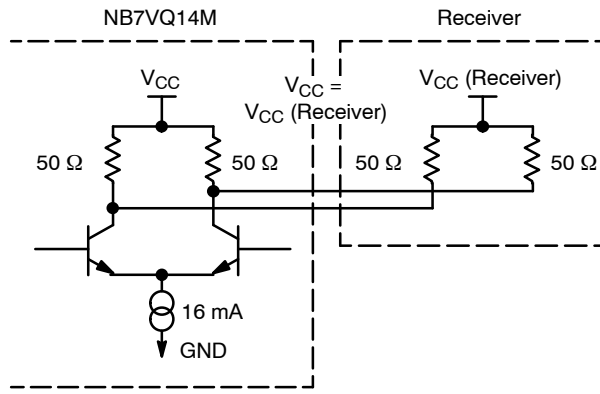 NB7VQ14M
Receiver
VCC
VCC =
VCC (Receiver)
VCC (Receiver)
50 Ω
50 Ω
50 Ω
50 Ω
16 mA
GND